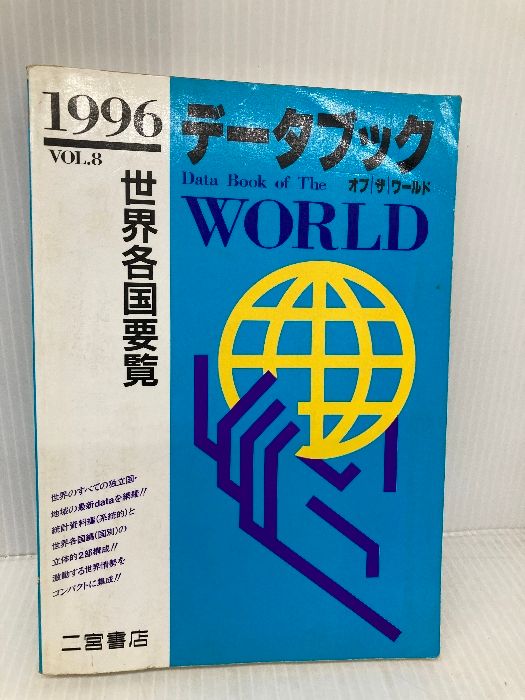 1996
VOL.8
世界各国要覧
データブック
Data Book of The
オブ|ザ|ワールド
WORLD
世界のすべての独立国・
地域の最新dataを網羅!!
統計資料編(系統的)と
世界各国編(国別)の
立体的2部構成!!
激動する世界情勢を
コンパクトに集成!!
二宮書店